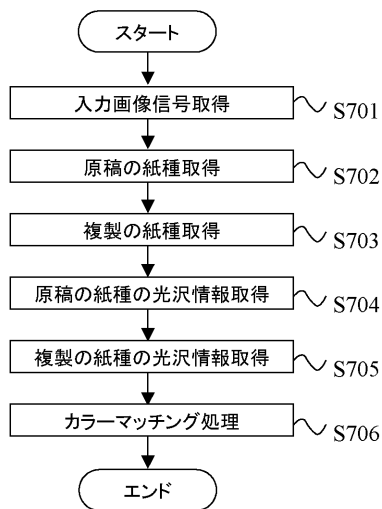 スタート
入力画像信号取得 S701
原稿の紙種取得 S702
複製の紙種取得 S703
原稿の紙種の光沢情報取得 S704
複製の紙種の光沢情報取得 S705
カラーマッチング処理 S706
エンド